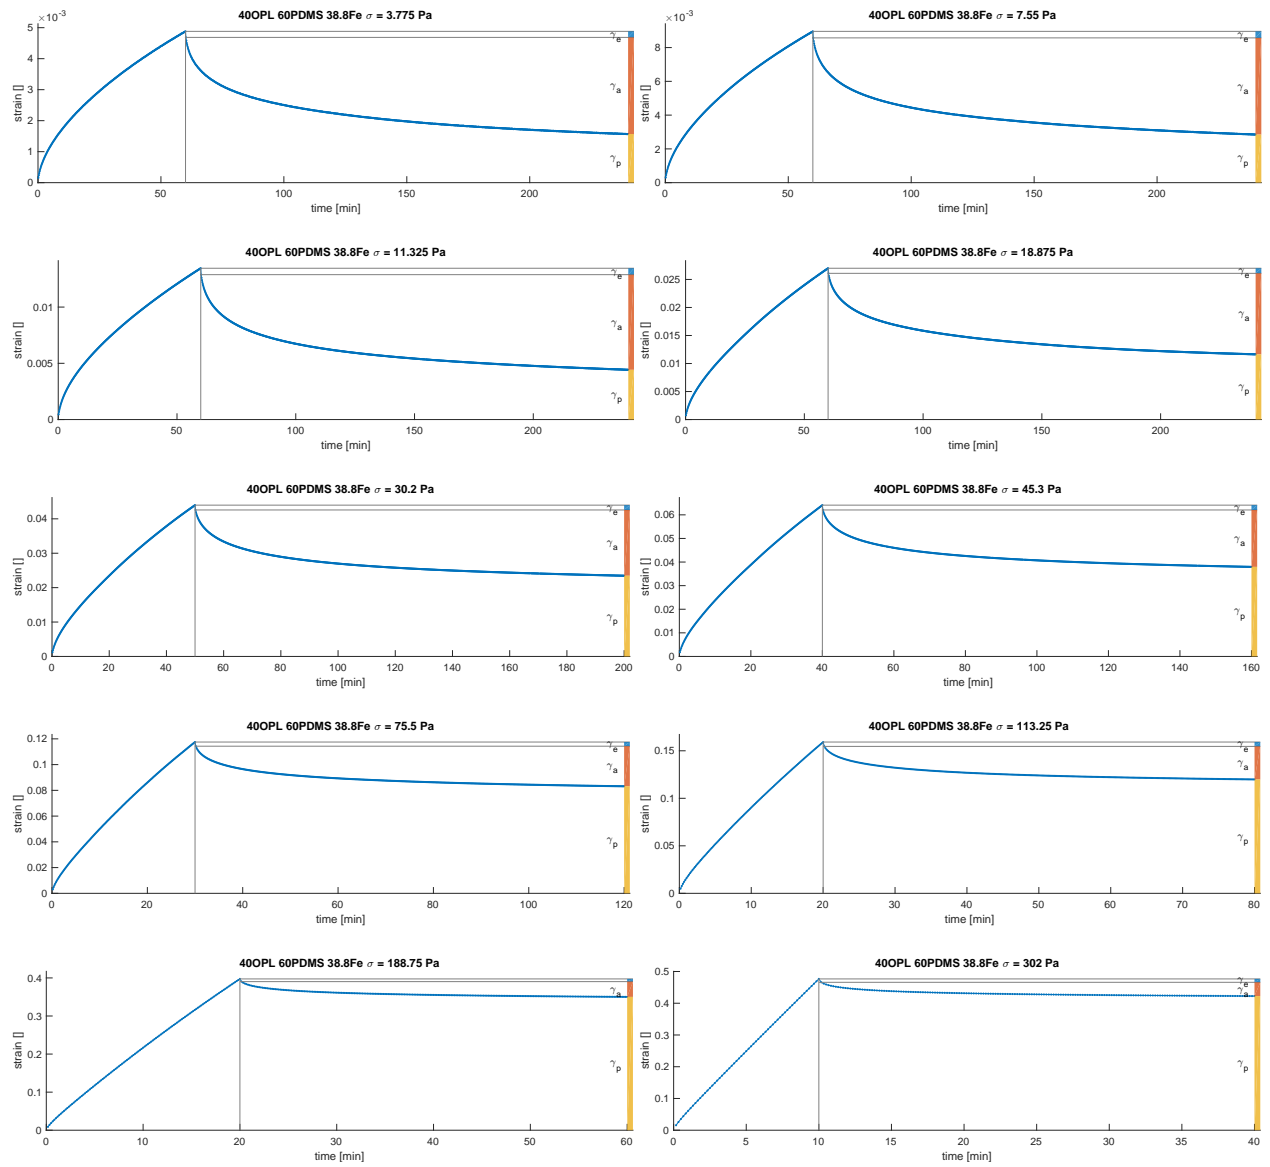 40OPL 60PDMS 38.8Fe σ = 3.775 Pa
×10⁻³
strain []
5
4
3
2
1
0
0 50 100 150 200
time [min]
γe
γa
γp
40OPL 60PDMS 38.8Fe σ = 7.55 Pa
×10⁻³
strain []
8
6
4
2
0
0 50 100 150 200
time [min]
γe
γa
γp
40OPL 60PDMS 38.8Fe σ = 11.325 Pa
strain []
0.01
0.005
0
0 50 100 150 200
time [min]
γe
γa
γp
40OPL 60PDMS 38.8Fe σ = 18.875 Pa
strain []
0.025
0.02
0.015
0.01
0.005
0
0 50 100 150 200
time [min]
γe
γa
γp
40OPL 60PDMS 38.8Fe σ = 30.2 Pa
strain []
0.04
0.03
0.02
0.01
0
0 20 40 60 80 100 120 140 160 180 200
time [min]
γe
γa
γp
40OPL 60PDMS 38.8Fe σ = 45.3 Pa
strain []
0.06
0.05
0.04
0.03
0.02
0.01
0
0 20 40 60 80 100 120 140 160
time [min]
γe
γa
γp
40OPL 60PDMS 38.8Fe σ = 75.5 Pa
strain []
0.12
0.1
0.08
0.06
0.04
0.02
0
0 20 40 60 80 100 120
time [min]
γe
γa
γp
40OPL 60PDMS 38.8Fe σ = 113.25 Pa
strain []
0.15
0.1
0.05
0
0 10 20 30 40 50 60 70 80
time [min]
γe
γa
γp
40OPL 60PDMS 38.8Fe σ = 188.75 Pa
strain []
0.4
0.3
0.2
0.1
0
0 10 20 30 40 50 60
time [min]
γa
γp
40OPL 60PDMS 38.8Fe σ = 302 Pa
strain []
0.5
0.4
0.3
0.2
0.1
0
0 5 10 15 20 25 30 35 40
time [min]
γe
γa
γp